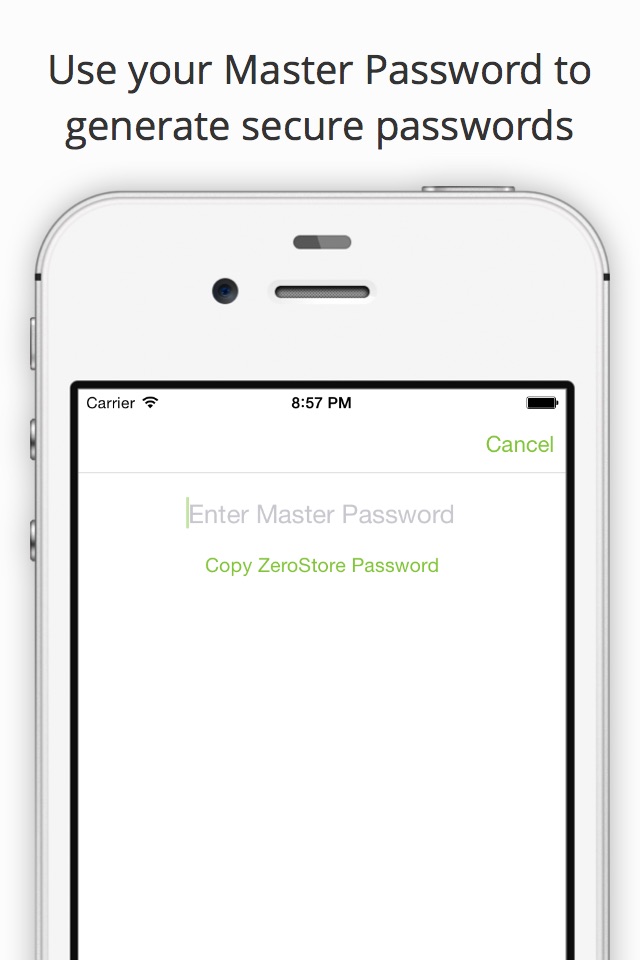 Use your Master Password to
generate secure passwords
Carrier 8:57 PM
Cancel
Enter Master Password
Copy ZeroStore Password